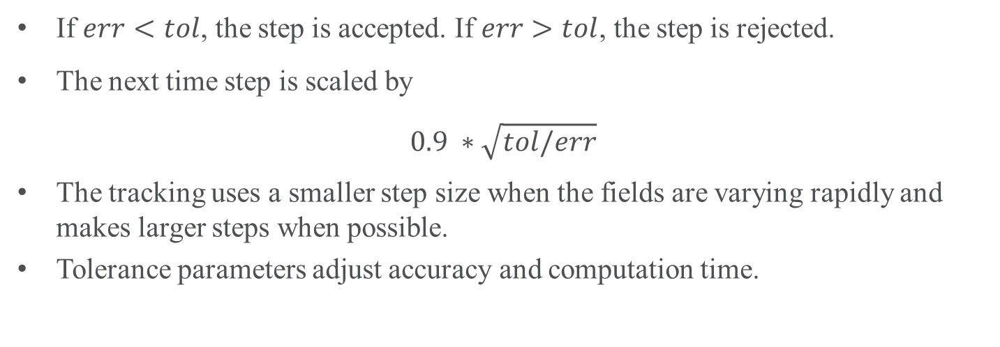 • If err < tol, the step is accepted. If err > tol, the step is rejected.
• The next time step is scaled by
0.9 * √tol/err
• The tracking uses a smaller step size when the fields are varying rapidly and
makes larger steps when possible.
• Tolerance parameters adjust accuracy and computation time.